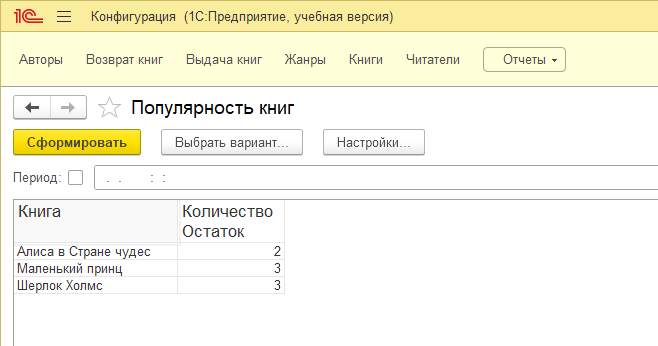 1С Конфигурация (1С:Предприятие, учебная версия)
Авторы Возврат книг Выдача книг Жанры Книги Читатели Отчеты
Популярность книг
Сформировать Выбрать вариант... Настройки...
Период: . . : :
Книга Количество
Остаток
Алиса в Стране чудес 2
Маленький принц 3
Шерлок Холмс 3